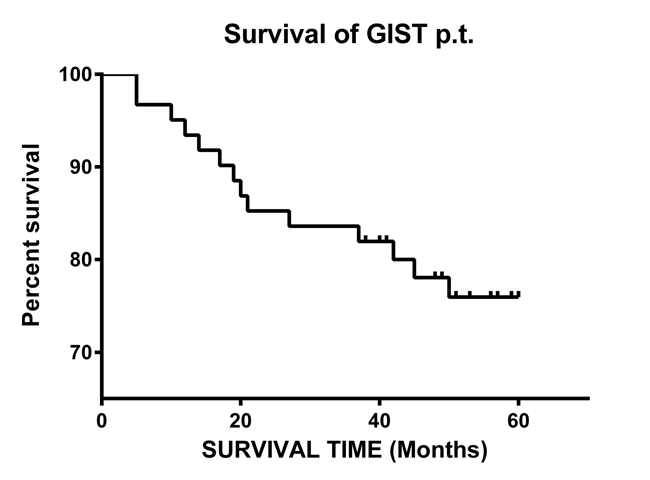 Survival of GIST p.t.
Percent survival
100
90
80
70
0 20 40 60
SURVIVAL TIME (Months)